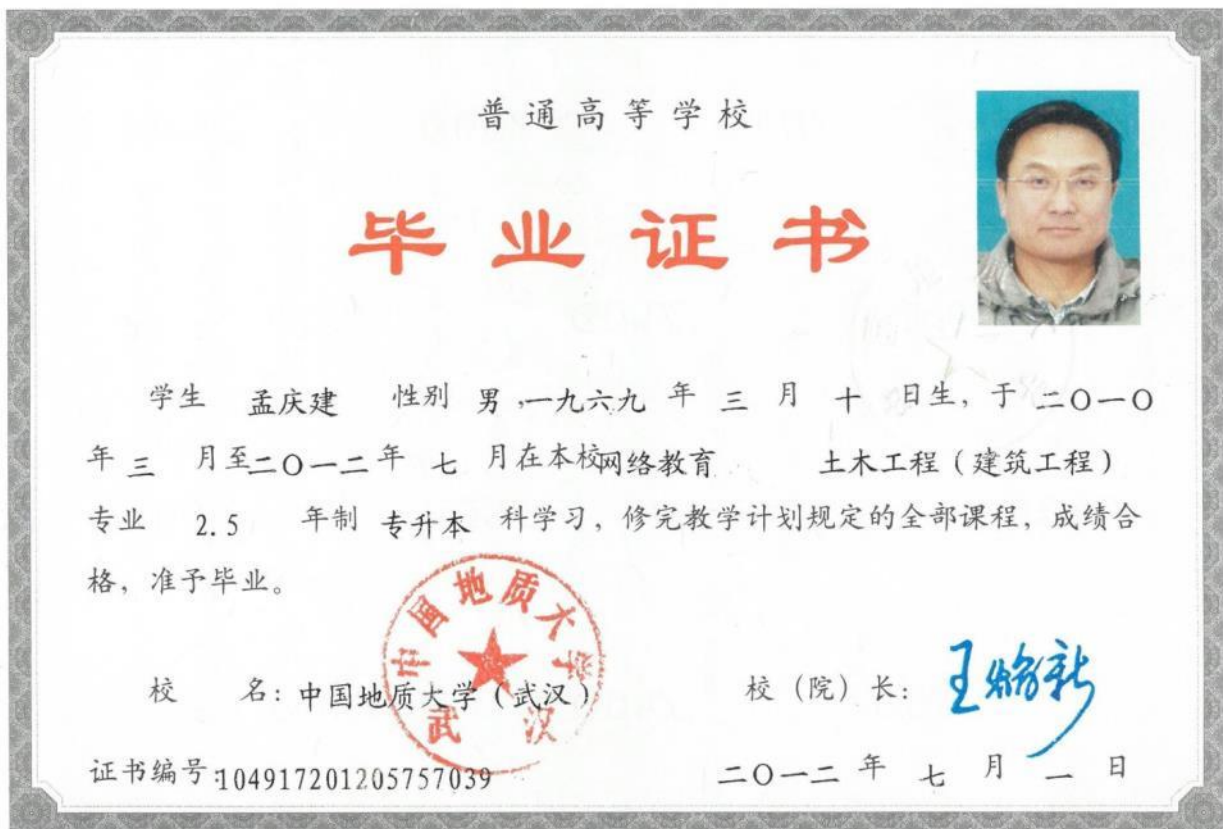 普通高等学校
毕业证书
学生 孟庆建 性别 男,一九六九 年 三 月 十 日生, 于 二〇一〇
年 三 月至二〇一二年 七 月在本校网络教育 土木工程(建筑工程)
专业 2.5 年制 专升本 科学习, 修完教学计划规定的全部课程, 成绩合
格, 准予毕业。
中国地质大学
武汉
校 名: 中国地质大学(武汉) 校(院)长:
证书编号:104917201205757039 二〇一二 年 七 月 一 日